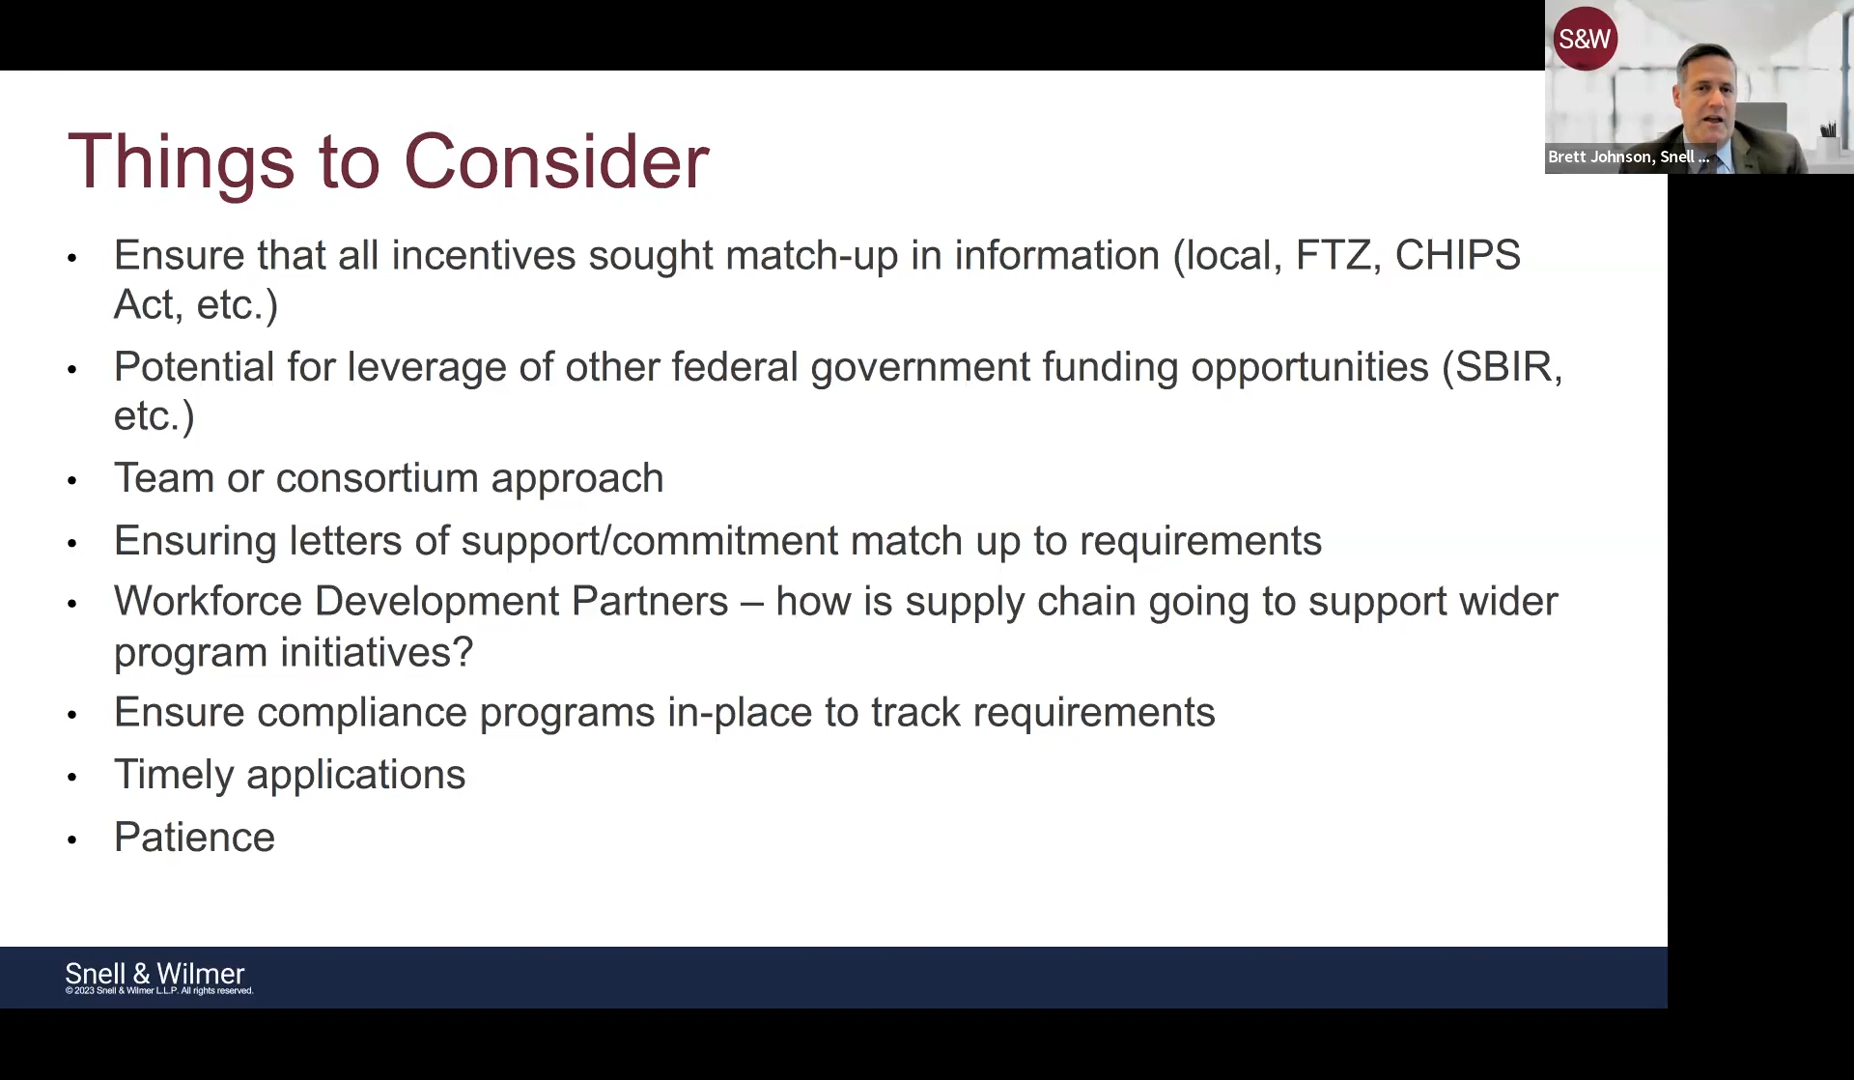 S&W
Brett Johnson, Snell ...
Things to Consider
• Ensure that all incentives sought match-up in information (local, FTZ, CHIPS
Act, etc.)
• Potential for leverage of other federal government funding opportunities (SBIR,
etc.)
• Team or consortium approach
• Ensuring letters of support/commitment match up to requirements
• Workforce Development Partners – how is supply chain going to support wider
program initiatives?
• Ensure compliance programs in-place to track requirements
• Timely applications
• Patience
Snell & Wilmer
© 2023 Snell & Wilmer L.L.P. All rights reserved.